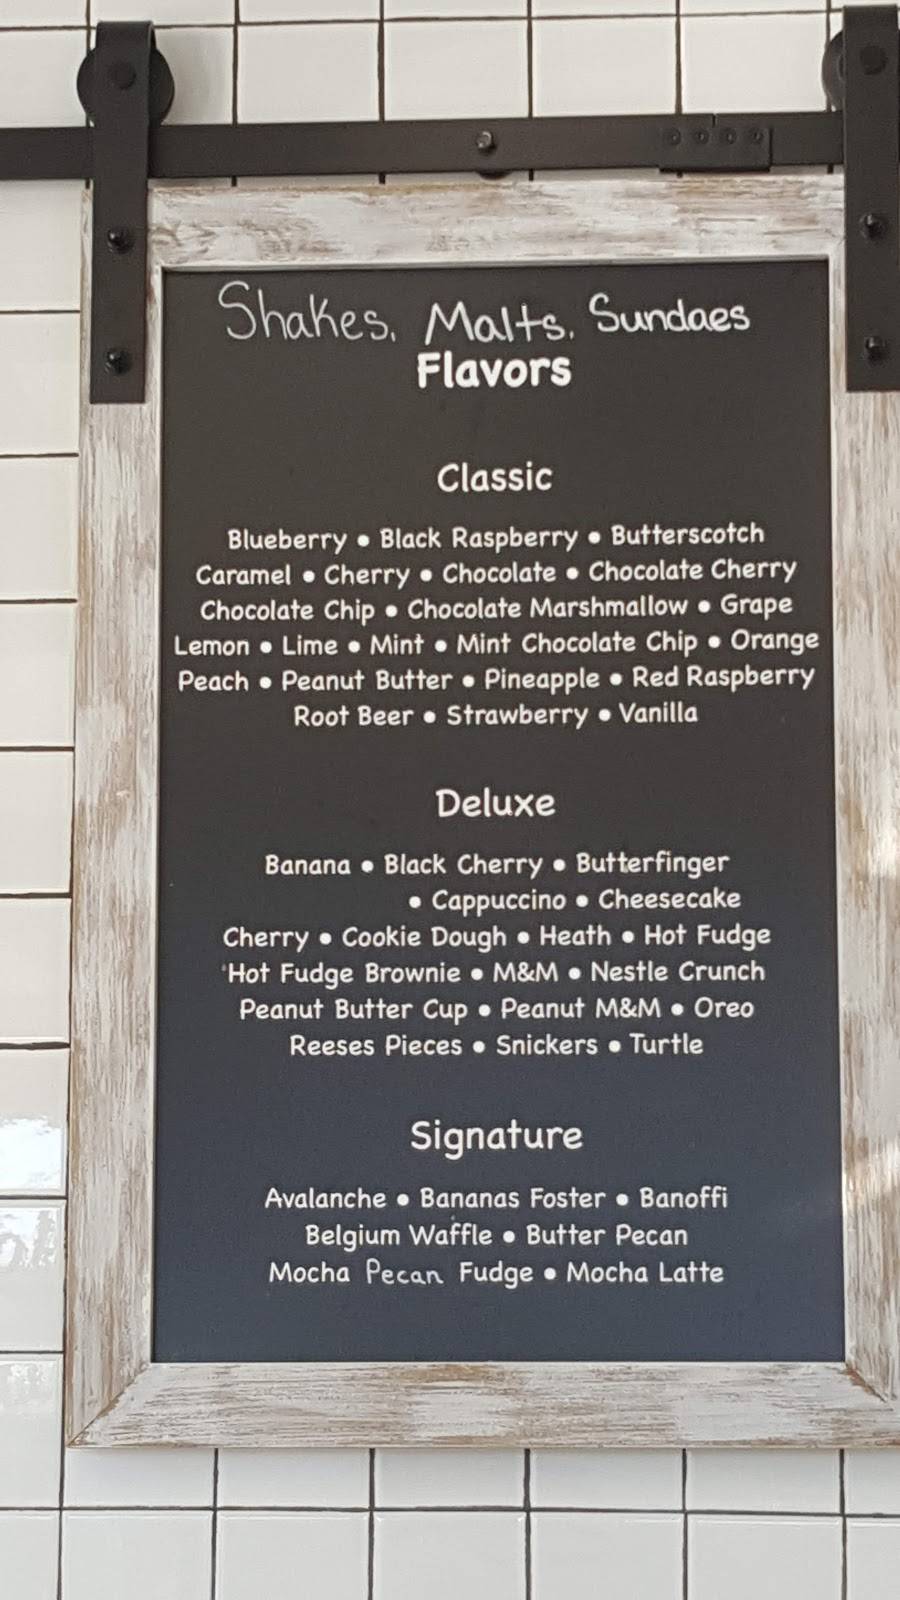 Shakes, Malts, Sundaes
Flavors
Classic
Blueberry • Black Raspberry • Butterscotch
Caramel • Cherry • Chocolate • Chocolate Cherry
Chocolate Chip • Chocolate Marshmallow • Grape
Lemon • Lime • Mint • Mint Chocolate Chip • Orange
Peach • Peanut Butter • Pineapple • Red Raspberry
Root Beer • Strawberry • Vanilla
Deluxe
Banana • Black Cherry • Butterfinger
• Cappuccino • Cheesecake
Cherry • Cookie Dough • Heath • Hot Fudge
Hot Fudge Brownie • M&M • Nestle Crunch
Peanut Butter Cup • Peanut M&M • Oreo
Reeses Pieces • Snickers • Turtle
Signature
Avalanche • Bananas Foster • Banoffi
Belgium Waffle • Butter Pecan
Mocha Pecan Fudge • Mocha Latte